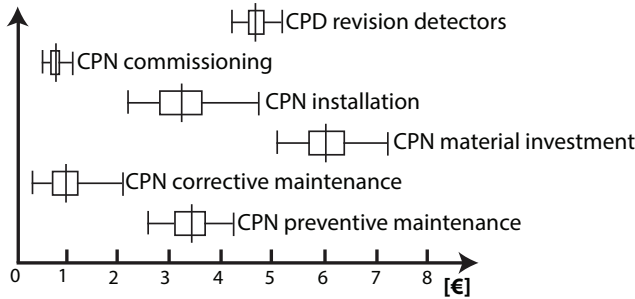 CPD revision detectors
CPN commissioning
CPN installation
CPN material investment
CPN corrective maintenance
CPN preventive maintenance
0 1 2 3 4 5 6 7 8
[€]